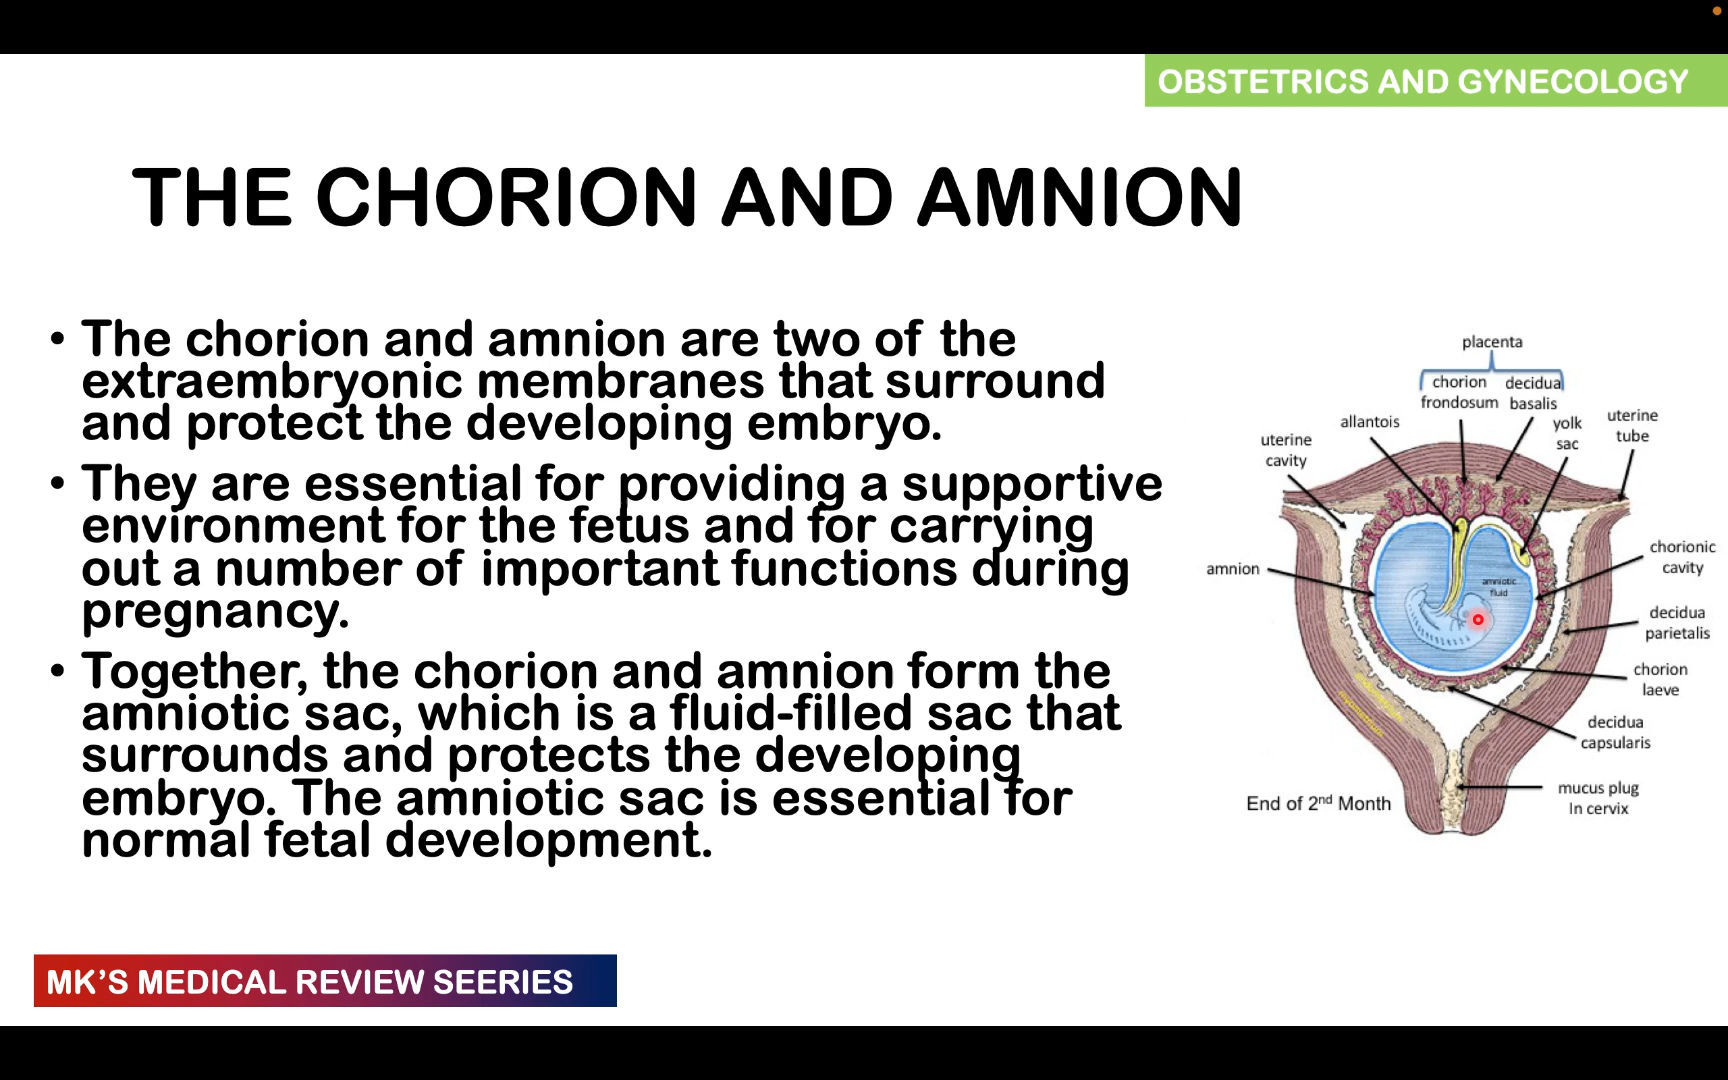 OBSTETRICS AND GYNECOLOGY
THE CHORION AND AMNION
• The chorion and amnion are two of the
extraembryonic membranes that surround
and protect the developing embryo.
• They are essential for providing a supportive
environment for the fetus and for carrying
out a number of important functions during
pregnancy.
• Together, the chorion and amnion form the
amniotic sac, which is a fluid-filled sac that
surrounds and protects the developing
embryo. The amniotic sac is essential for
normal fetal development.
placenta
chorion
frondosum
decidua
basalis
allantois
yolk
sac
uterine
tube
uterine
cavity
chorionic
cavity
amnion
amniotic
fluid
decidua
parietalis
chorion
laeve
decidua
capsularis
mucus plug
In cervix
End of 2nd Month
MK'S MEDICAL REVIEW SEERIES